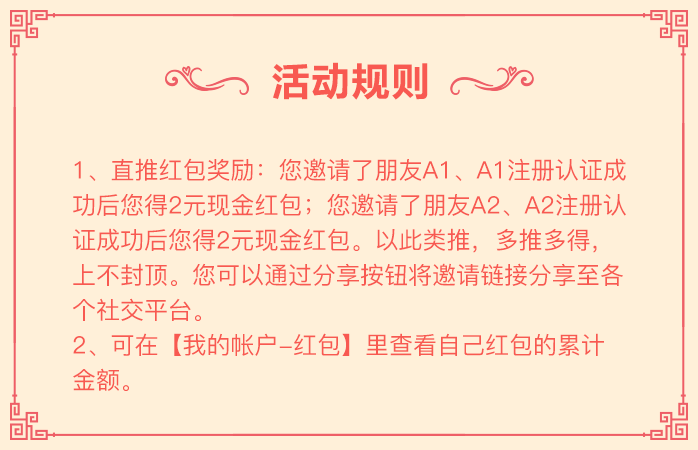 活动规则
1、直推红包奖励：您邀请了朋友A1、A1注册认证成
功后您得2元现金红包；您邀请了朋友A2、A2注册认
证成功后您得2元现金红包。以此类推，多推多得，
上不封顶。您可以通过分享按钮将邀请链接分享至各
个社交平台。
2、可在【我的帐户–红包】里查看自己红包的累计
金额。